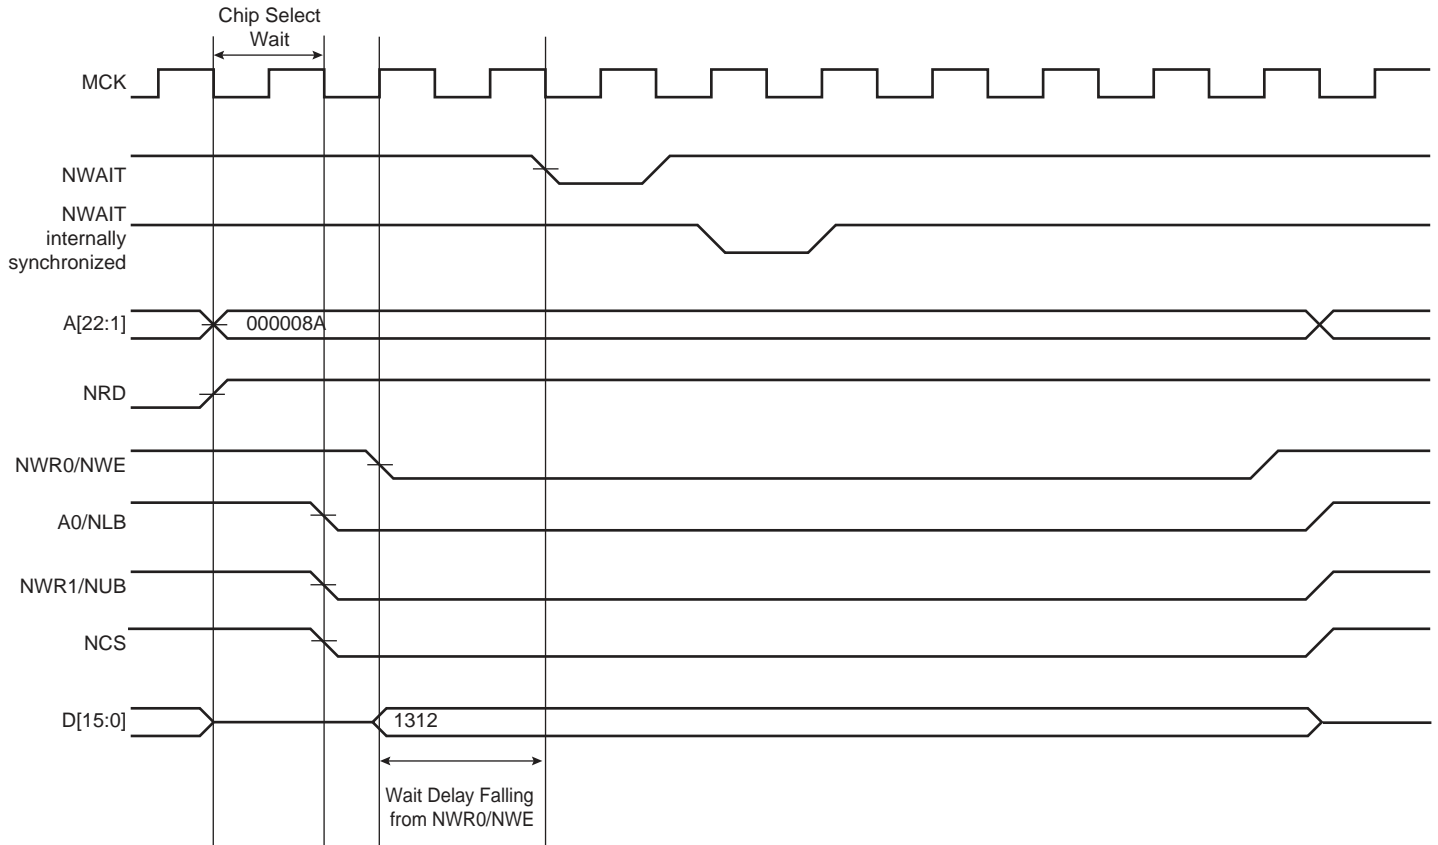 Chip Select
Wait
MCK
NWAIT
NWAIT
internally
synchronized
A[22:1]
000008A
NRD
NWR0/NWE
A0/NLB
NWR1/NUB
NCS
D[15:0]
1312
Wait Delay Falling
from NWR0/NWE